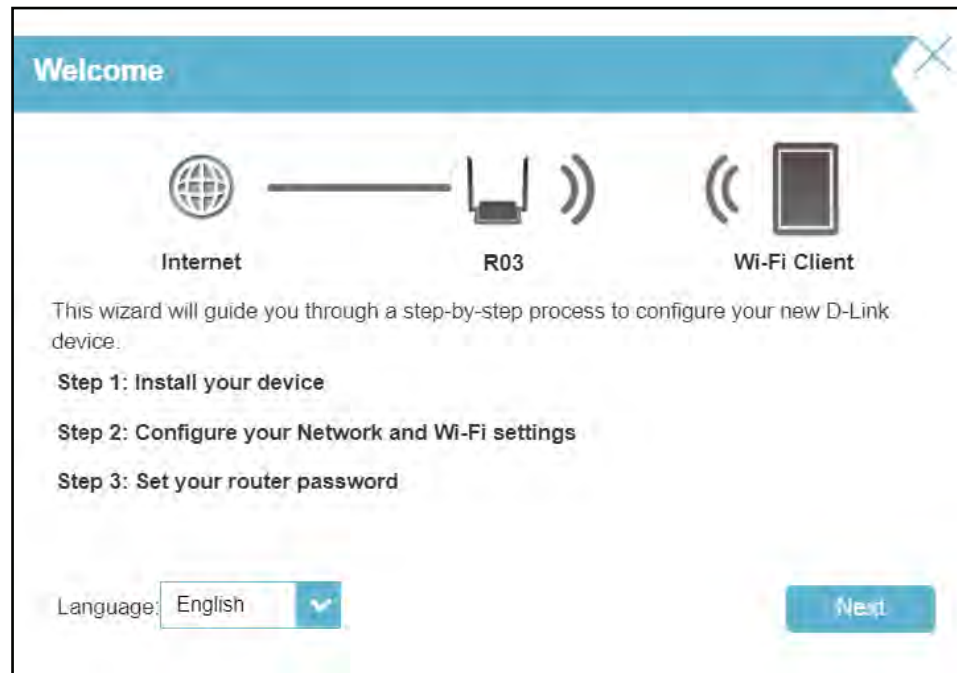 Welcome
Internet
R03
Wi-Fi Client
This wizard will guide you through a step-by-step process to configure your new D-Link
device.
Step 1: Install your device
Step 2: Configure your Network and Wi-Fi settings
Step 3: Set your router password
Language: English
Next